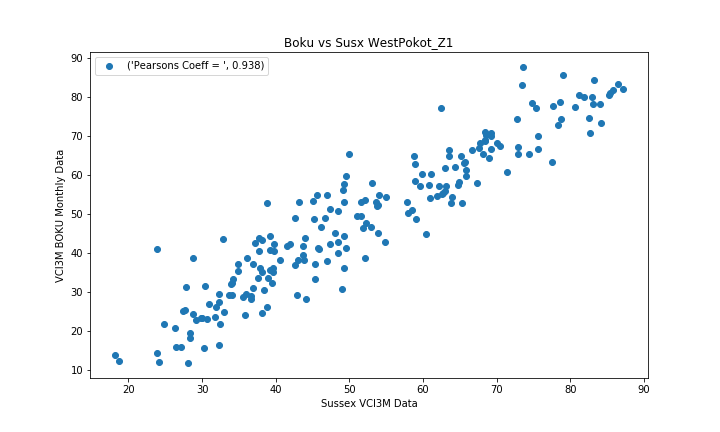 Boku vs Susx WestPokot_Z1
('Pearsons Coeff = ', 0.938)
VCI3M BOKU Monthly Data
90
80
70
60
50
40
30
20
10
20 30 40 50 60 70 80 90
Sussex VCI3M Data